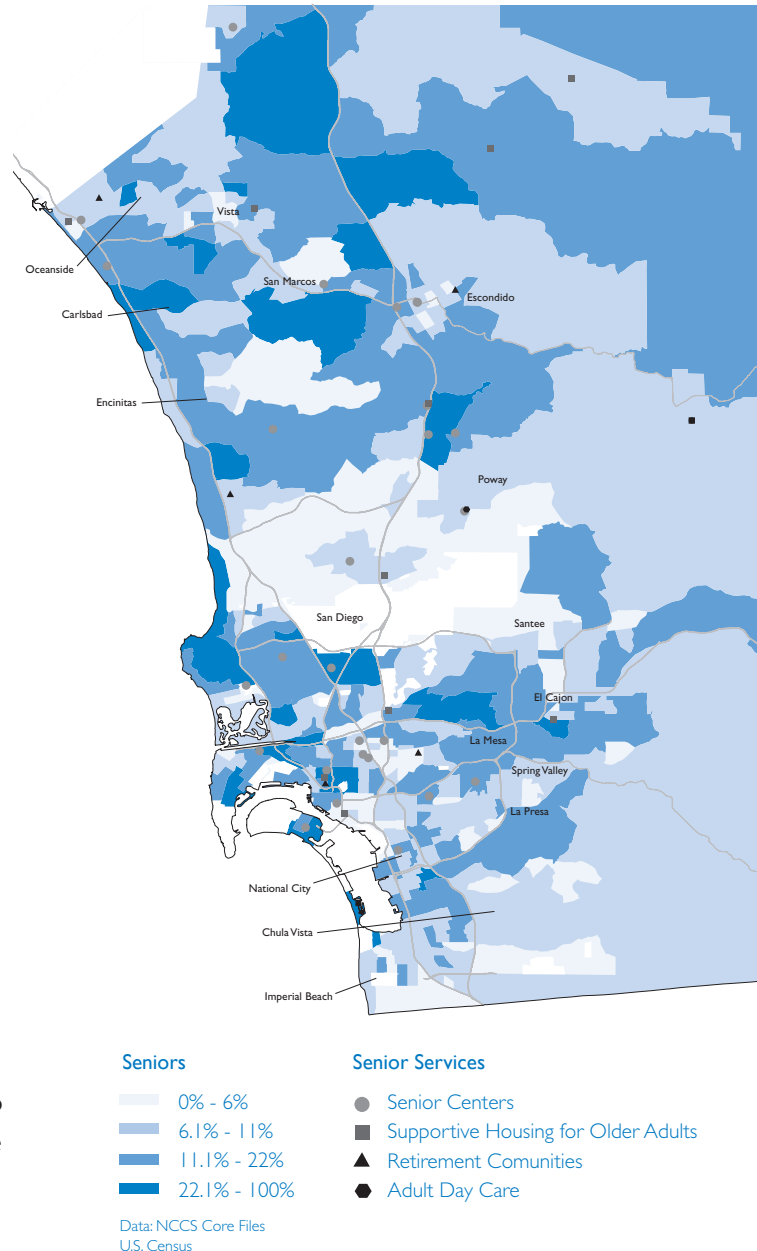 Vista
Oceanside
San Marcos
Escondido
Carlsbad
Encinitas
Poway
San Diego
Santee
El Cajon
La Mesa
Spring Valley
La Presa
National City
Chula Vista
Imperial Beach
Seniors
0% - 6%
6.1% - 11%
11.1% - 22%
22.1% - 100%
Data: NCCS Core Files
U.S. Census
Senior Services
Senior Centers
Supportive Housing for Older Adults
Retirement Comunities
Adult Day Care